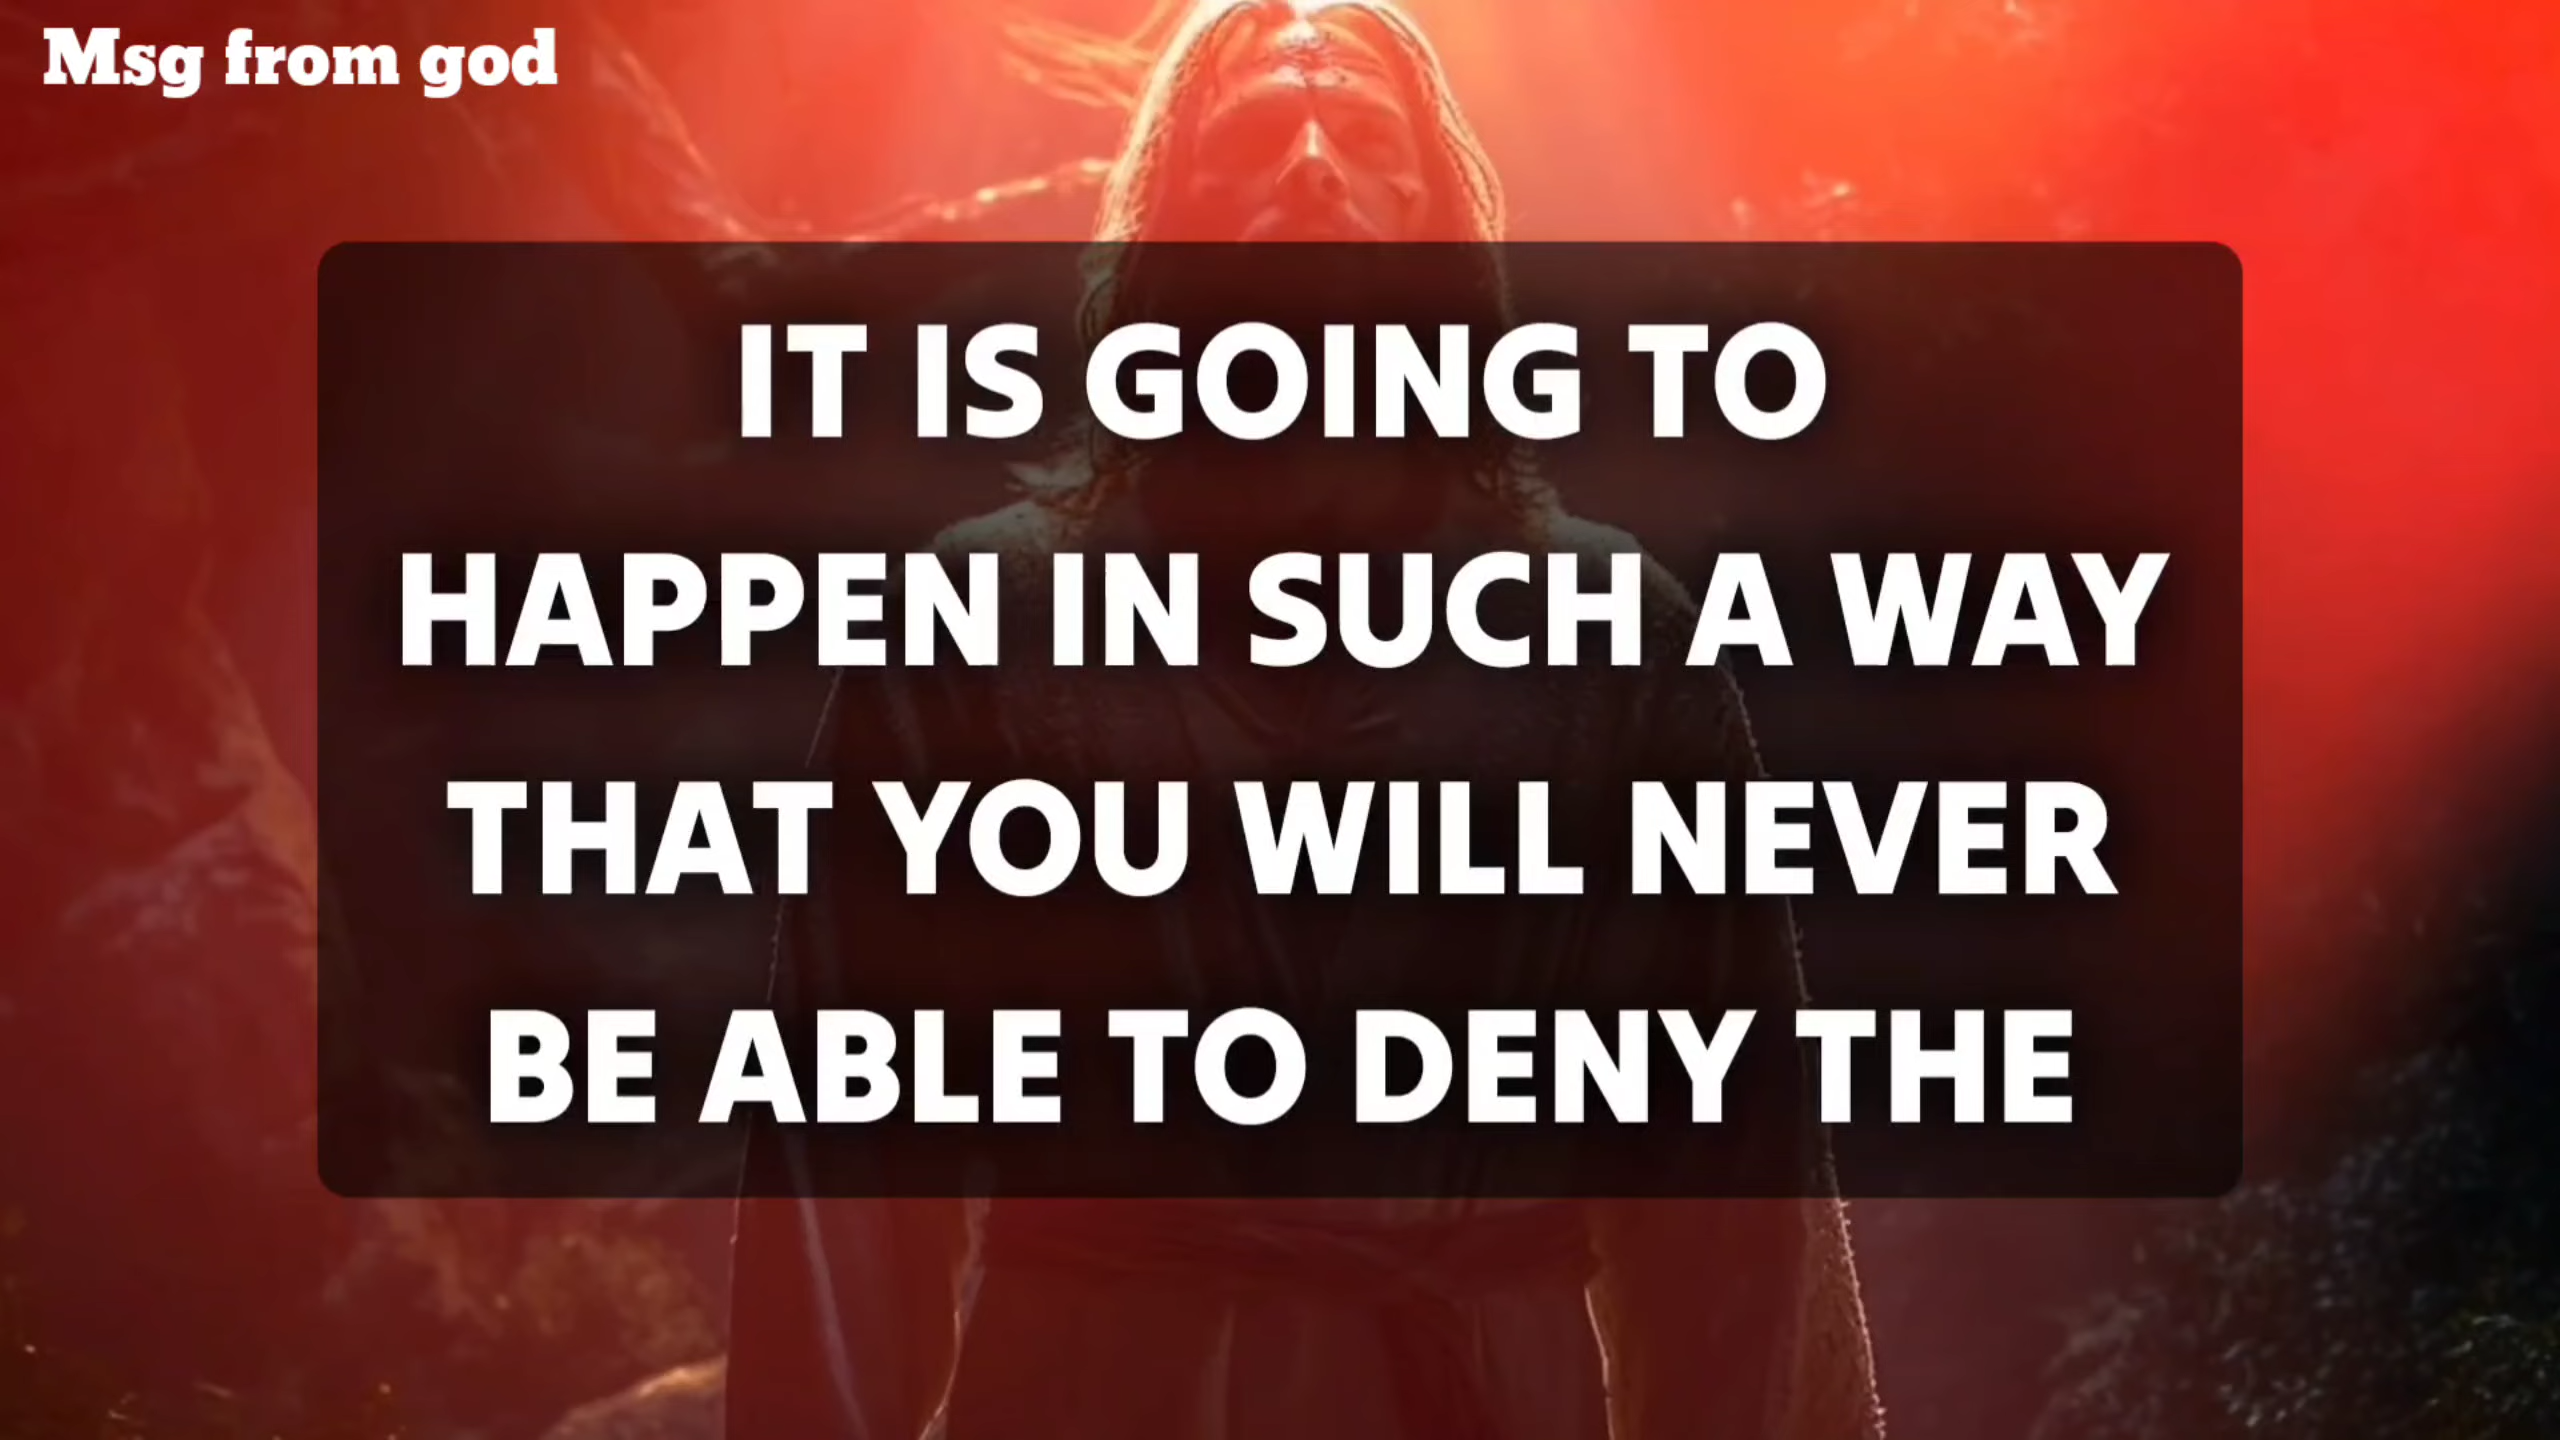 Msg from god
IT IS GOING TO
HAPPEN IN SUCH A WAY
THAT YOU WILL NEVER
BE ABLE TO DENY THE